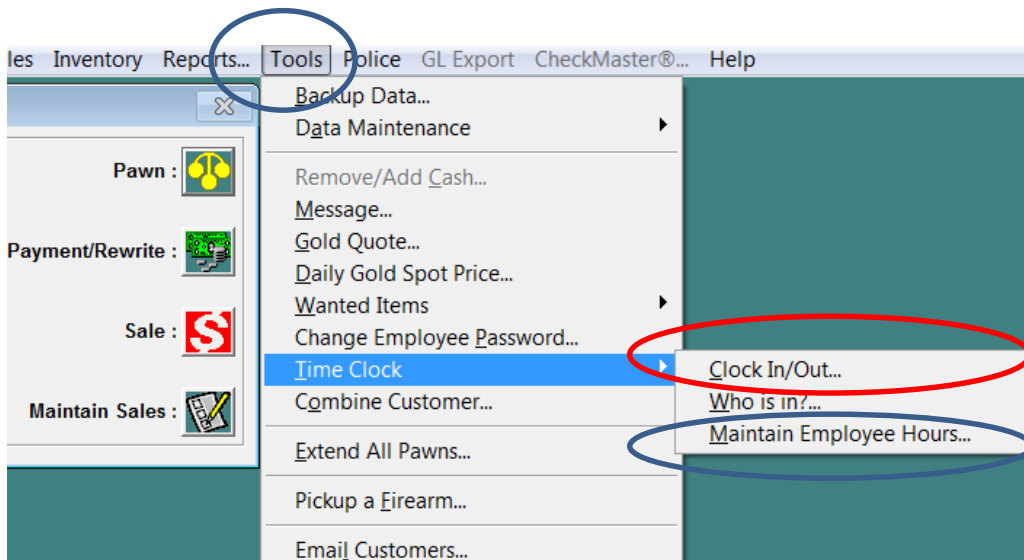 les Inventory Reports... Tools Police GL Export CheckMaster®... Help
Backup Data...
Data Maintenance
Pawn :
Remove/Add Cash...
Message...
Payment/Rewrite :
Gold Quote...
Daily Gold Spot Price...
Wanted Items
Sale :
Change Employee Password...
Time Clock
Clock In/Out...
Maintain Sales :
Combine Customer...
Who is in?...
Maintain Employee Hours...
Extend All Pawns...
Pickup a Firearm...
Email Customers...